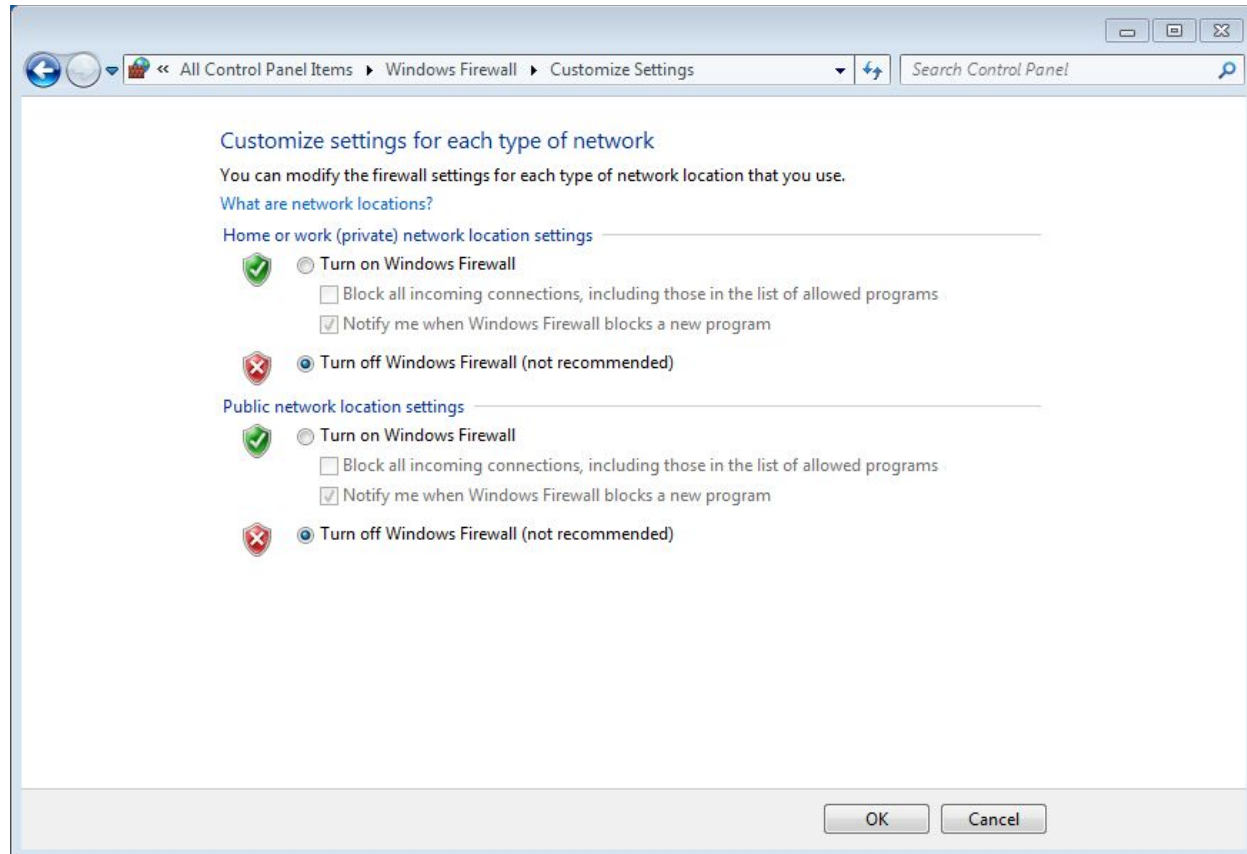 « All Control Panel Items ▸ Windows Firewall ▸ Customize Settings Search Control Panel
Customize settings for each type of network
You can modify the firewall settings for each type of network location that you use.
What are network locations?
Home or work (private) network location settings
Turn on Windows Firewall
Block all incoming connections, including those in the list of allowed programs
Notify me when Windows Firewall blocks a new program
Turn off Windows Firewall (not recommended)
Public network location settings
Turn on Windows Firewall
Block all incoming connections, including those in the list of allowed programs
Notify me when Windows Firewall blocks a new program
Turn off Windows Firewall (not recommended)
OK Cancel